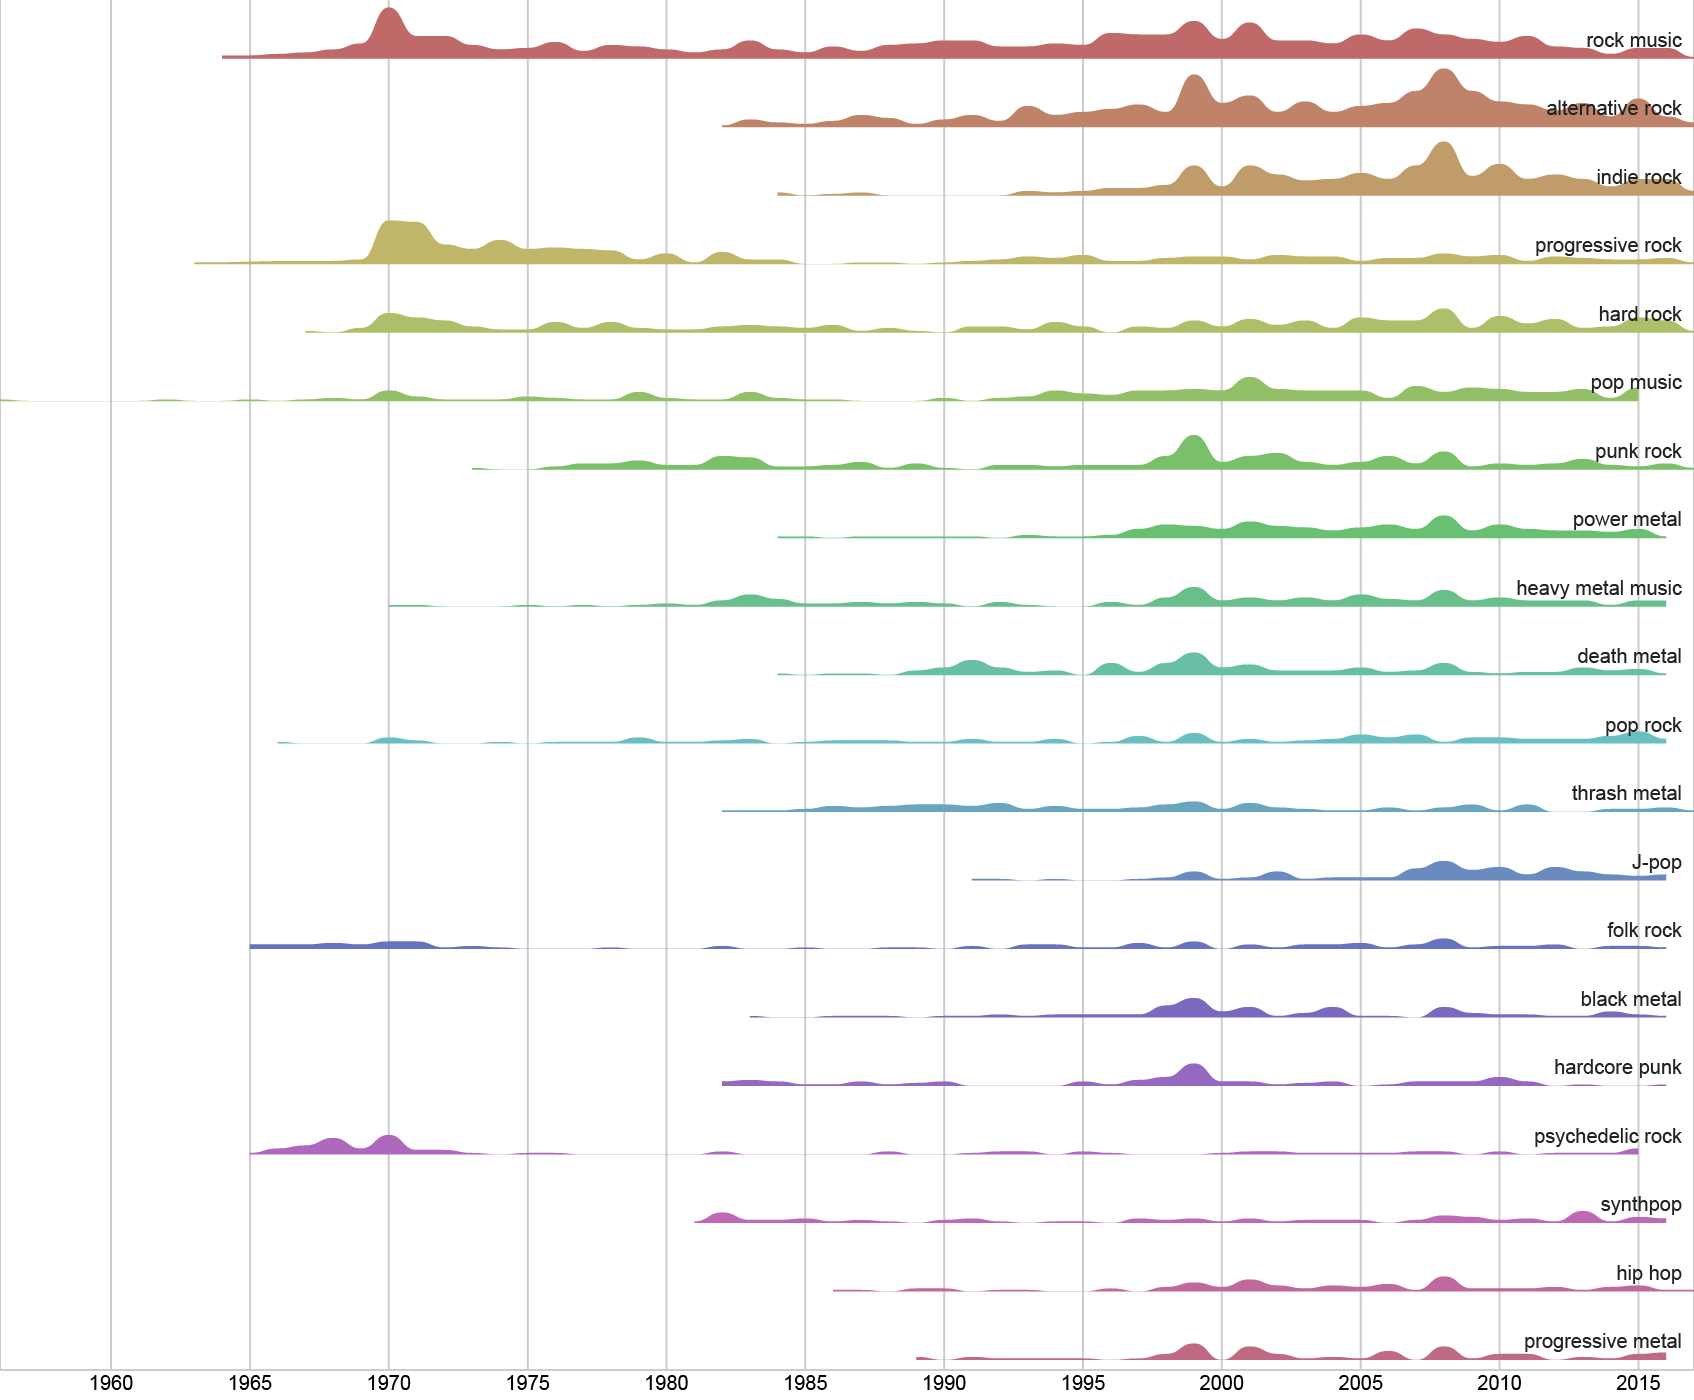 rock music
alternative rock
indie rock
progressive rock
hard rock
pop music
punk rock
power metal
heavy metal music
death metal
pop rock
thrash metal
J-pop
folk rock
black metal
hardcore punk
psychedelic rock
synthpop
hip hop
progressive metal
1960 1965 1970 1975 1980 1985 1990 1995 2000 2005 2010 2015